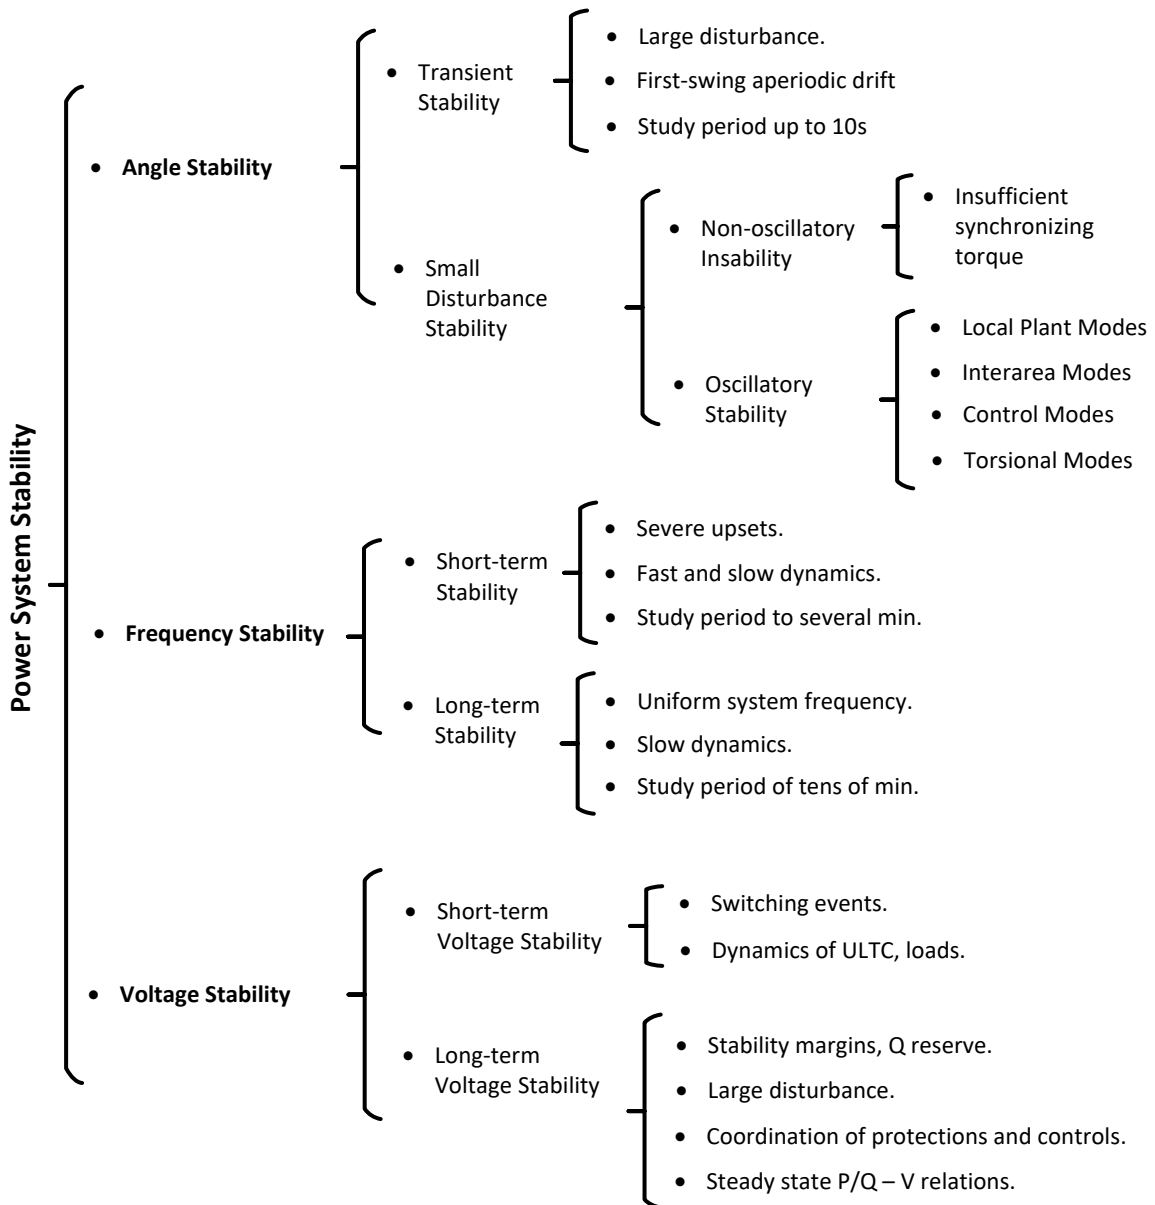 Power System Stability
• Angle Stability
• Transient
Stability
• Large disturbance.
• First-swing aperiodic drift
• Study period up to 10s
• Small
Disturbance
Stability
• Non-oscillatory
Insability
• Insufficient
synchronizing
torque
• Oscillatory
Stability
• Local Plant Modes
• Interarea Modes
• Control Modes
• Torsional Modes
• Frequency Stability
• Short-term
Stability
• Severe upsets.
• Fast and slow dynamics.
• Study period to several min.
• Long-term
Stability
• Uniform system frequency.
• Slow dynamics.
• Study period of tens of min.
• Voltage Stability
• Short-term
Voltage Stability
• Switching events.
• Dynamics of ULTC, loads.
• Long-term
Voltage Stability
• Stability margins, Q reserve.
• Large disturbance.
• Coordination of protections and controls.
• Steady state P/Q – V relations.